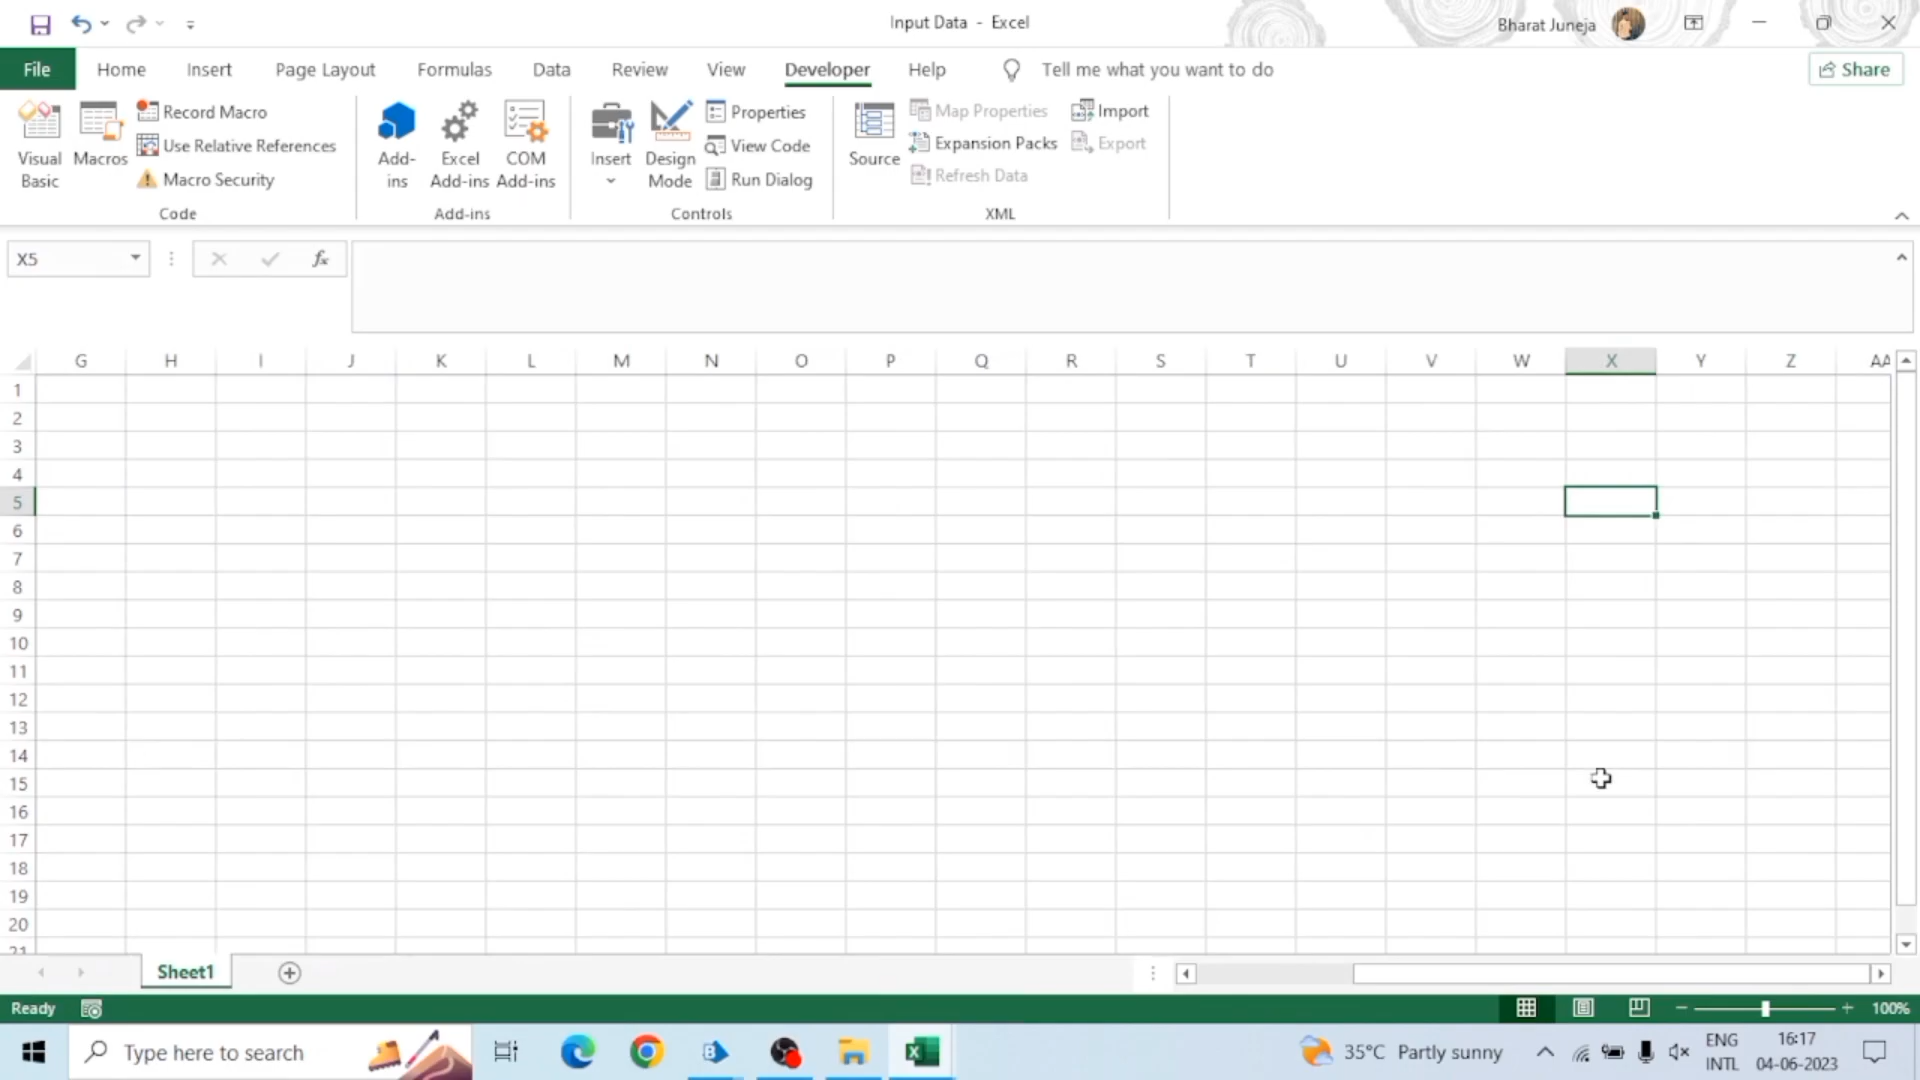 Input Data - Excel
Bharat Juneja
File Home Insert Page Layout Formulas Data Review View Developer Help Tell me what you want to do Share
Visual Basic
Macros
Record Macro
Use Relative References
Macro Security
Code
Add-ins
Excel Add-ins
COM Add-ins
Add-ins
Insert
Design Mode
Properties
View Code
Run Dialog
Controls
Source
Map Properties
Expansion Packs
Refresh Data
Import
Export
XML
X5
fx
G H I J K L M N O P Q R S T U V W X Y Z AA
1
2
3
4
5
6
7
8
9
10
11
12
13
14
15
16
17
18
19
20
21
Sheet1
Ready
100%
Type here to search
35°C Partly sunny
ENG
INTL
16:17
04-06-2023